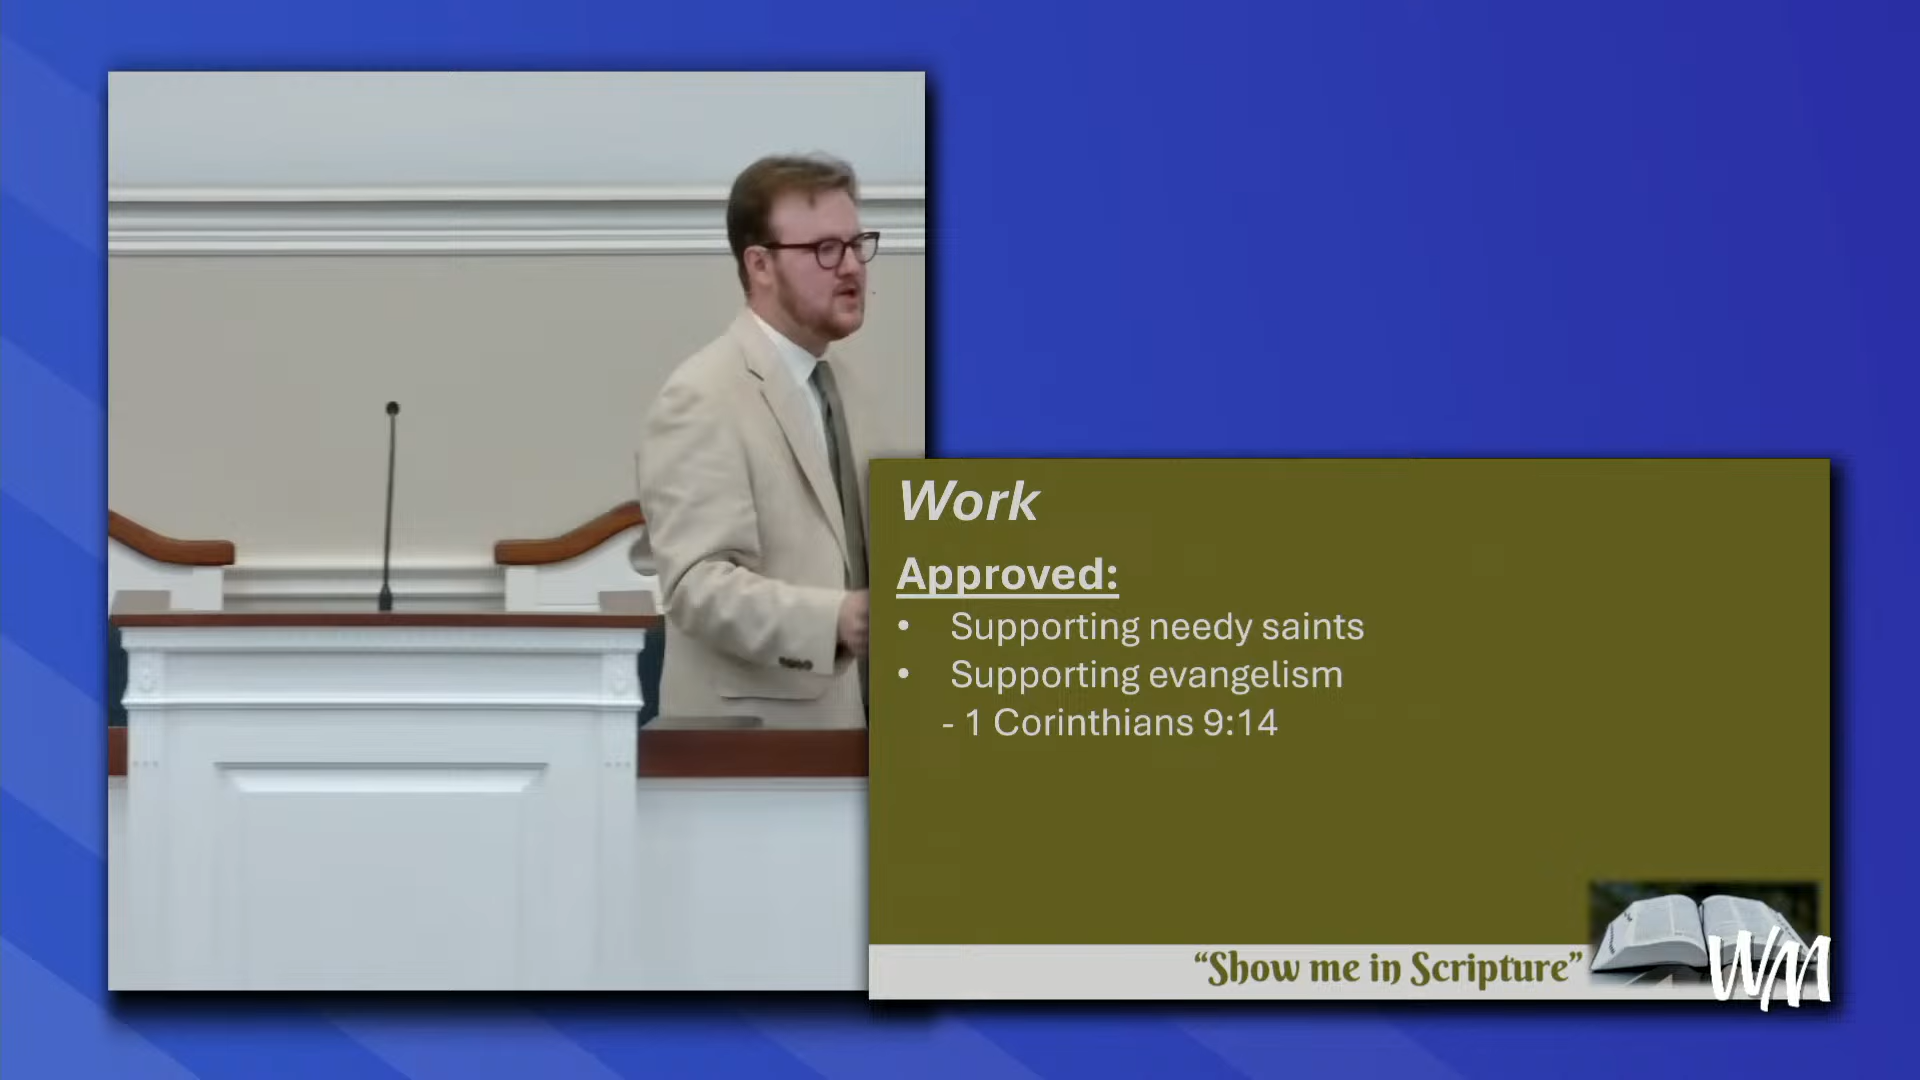 Work
Approved:
• Supporting needy saints
• Supporting evangelism
- 1 Corinthians 9:14
“Show me in Scripture”
WM